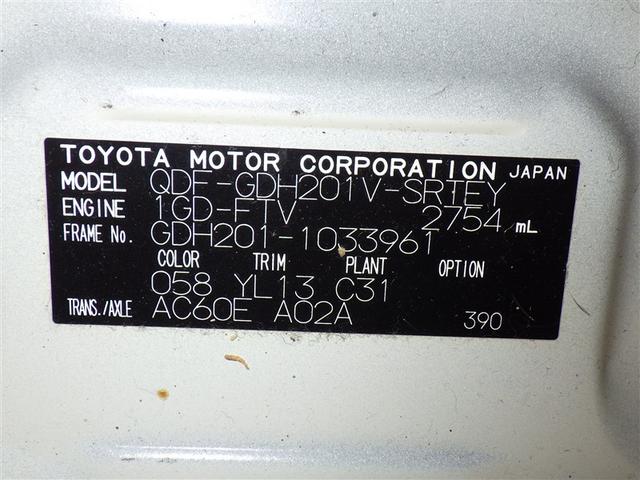 TOYOTA MOTOR CORPORATION JAPAN
MODEL QDF-GDH201V-SRTEY
ENGINE 1GD-FTV 2754 mL
FRAME No. GDH201-1033961
COLOR TRIM PLANT OPTION
058 YL13 C31
TRANS./AXLE AC60E A02A 390